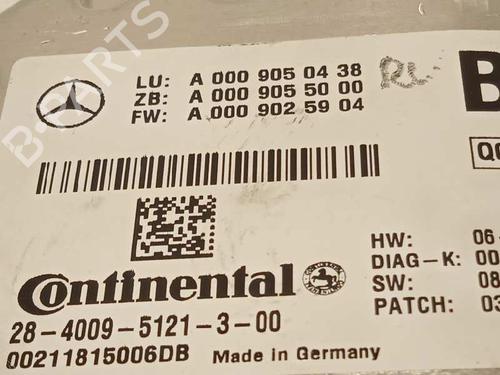 B-PARTS
LU: A 000 905 04 38
ZB: A 000 905 50 00
FW: A 000 902 59 04
B
QC
Continental
28-4009-5121-3-00
00211815006DB Made in Germany
HW: 06-
DIAG-K: 00
SW: 08
PATCH: 03